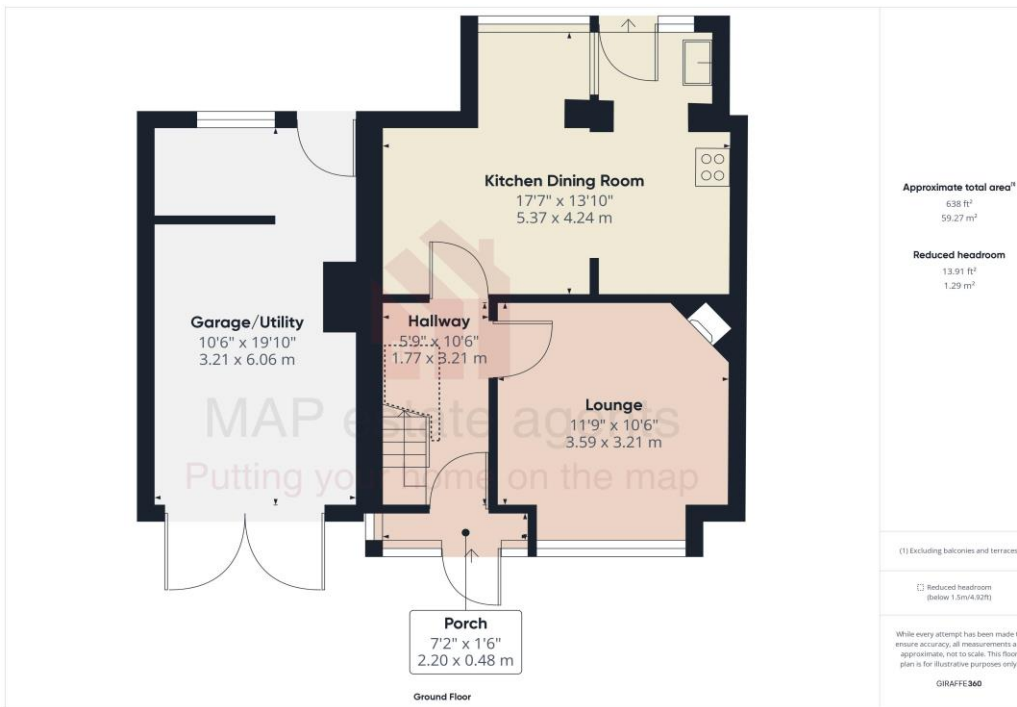 Kitchen Dining Room
17'7" x 13'10"
5.37 x 4.24 m
Garage/Utility
10'6" x 19'10"
3.21 x 6.06 m
Hallway
5'9" x 10'6"
1.77 x 3.21 m
Lounge
11'9" x 10'6"
3.59 x 3.21 m
MAP estate agents
Putting your home on the map
Porch
7'2" x 1'6"
2.20 x 0.48 m
Ground Floor
Approximate total area(1)
638 ft²
59.27 m²
Reduced headroom
13.91 ft²
1.29 m²
(1) Excluding balconies and terraces
Reduced headroom
(below 1.5m/4.92ft)
While every attempt has been made t
ensure accuracy, all measurements a
approximate, not to scale. This floor
plan is for illustrative purposes only
GIRAFFE360